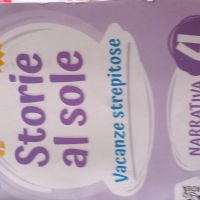 Storie
al sole
Vacanze strepitose
NARRATIVA
4